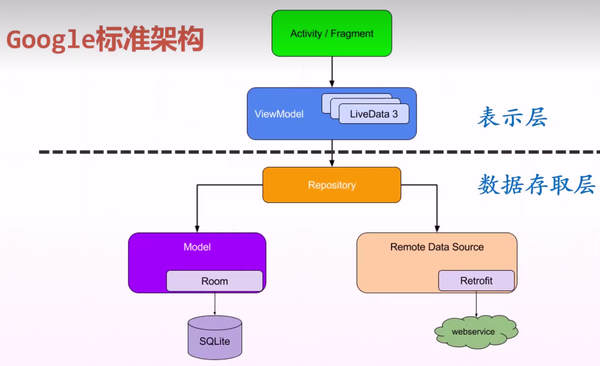 Google标准架构
Activity / Fragment
ViewModel
LiveData 3
表示层
Repository
数据存取层
Model
Remote Data Source
Room
Retrofit
SQLite
webservice